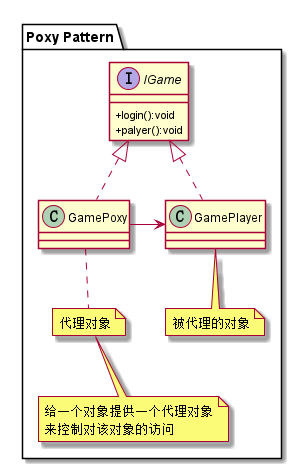 Poxy Pattern
I IGame
+login():void
+palyer():void
C GamePoxy
C GamePlayer
代理对象
被代理的对象
给一个对象提供一个代理对象
来控制对该对象的访问